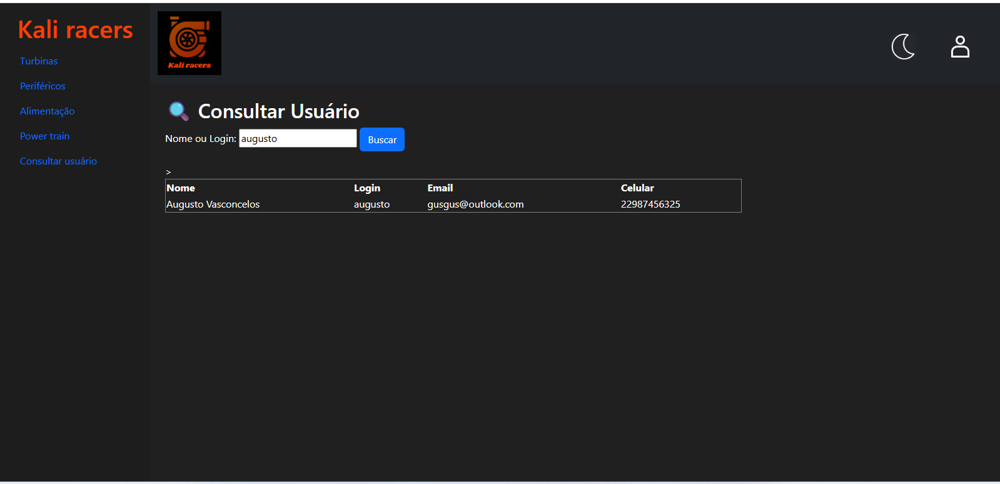 Kali racers
Turbinas
Periféricos
Alimentação
Power train
Consultar usuário
Kali racers
Consultar Usuário
Nome ou Login: augusto Buscar
>
Nome Login Email Celular
Augusto Vasconcelos augusto gusgus@outlook.com 22987456325